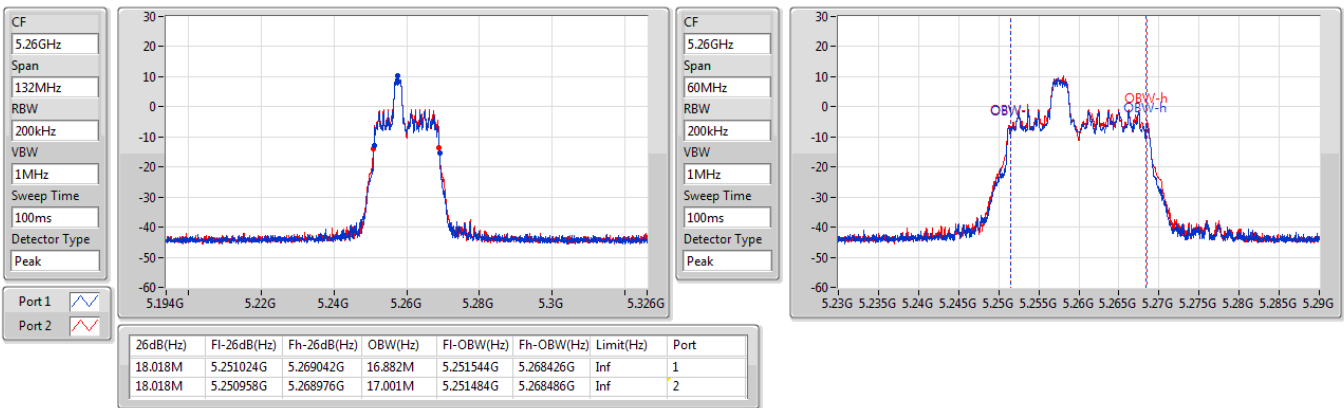 CF
5.26GHz
Span
132MHz
RBW
200kHz
VBW
1MHz
Sweep Time
100ms
Detector Type
Peak
Port 1
Port 2
30
20
10
0
-10
-20
-30
-40
-50
-60
5.194G 5.22G 5.24G 5.26G 5.28G 5.3G 5.326G
CF
5.26GHz
Span
60MHz
RBW
200kHz
VBW
1MHz
Sweep Time
100ms
Detector Type
Peak
30
20
10
0
-10
-20
-30
-40
-50
-60
OBW-l
OBW-h
OBW-h
5.23G 5.235G 5.24G 5.245G 5.25G 5.255G 5.26G 5.265G 5.27G 5.275G 5.28G 5.285G 5.29G
26dB(Hz) Fl-26dB(Hz) Fh-26dB(Hz) OBW(Hz) Fl-OBW(Hz) Fh-OBW(Hz) Limit(Hz) Port
18.018M 5.251024G 5.269042G 16.882M 5.251544G 5.268426G Inf 1
18.018M 5.250958G 5.268976G 17.001M 5.251484G 5.268486G Inf 2